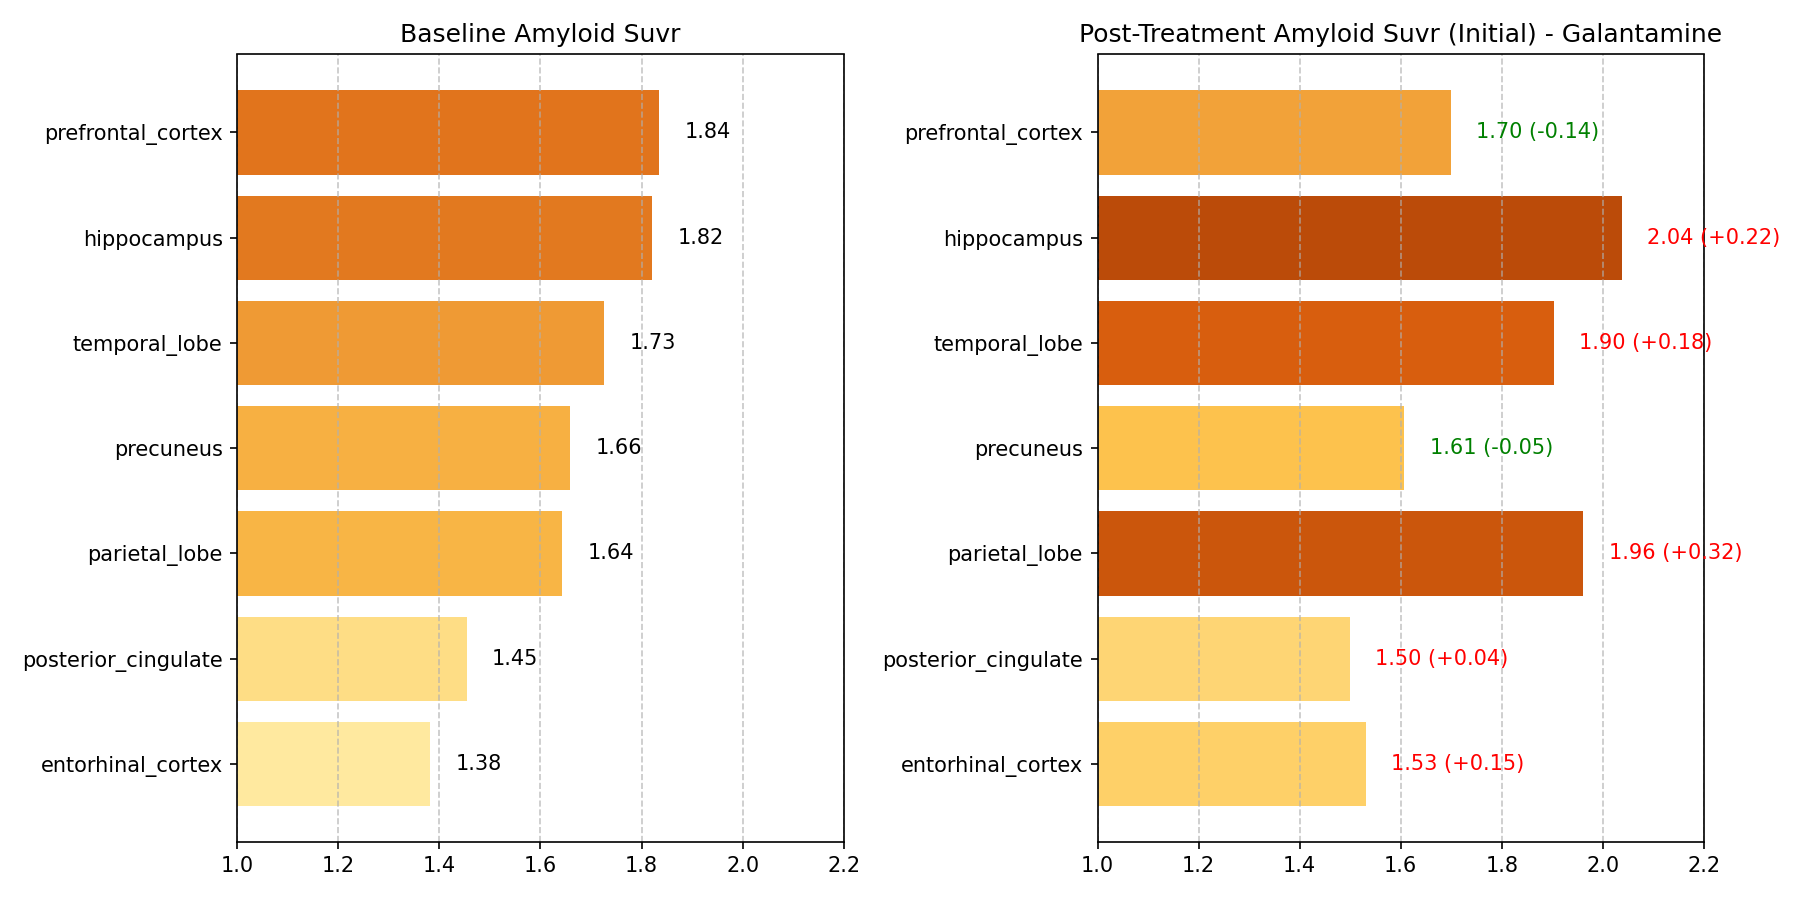 Baseline Amyloid Suvr
prefrontal_cortex 1.84
hippocampus 1.82
temporal_lobe 1.73
precuneus 1.66
parietal_lobe 1.64
posterior_cingulate 1.45
entorhinal_cortex 1.38
1.0 1.2 1.4 1.6 1.8 2.0 2.2
Post-Treatment Amyloid Suvr (Initial) - Galantamine
prefrontal_cortex 1.70 (-0.14)
hippocampus 2.04 (+0.22)
temporal_lobe 1.90 (+0.18)
precuneus 1.61 (-0.05)
parietal_lobe 1.96 (+0.32)
posterior_cingulate 1.50 (+0.04)
entorhinal_cortex 1.53 (+0.15)
1.0 1.2 1.4 1.6 1.8 2.0 2.2